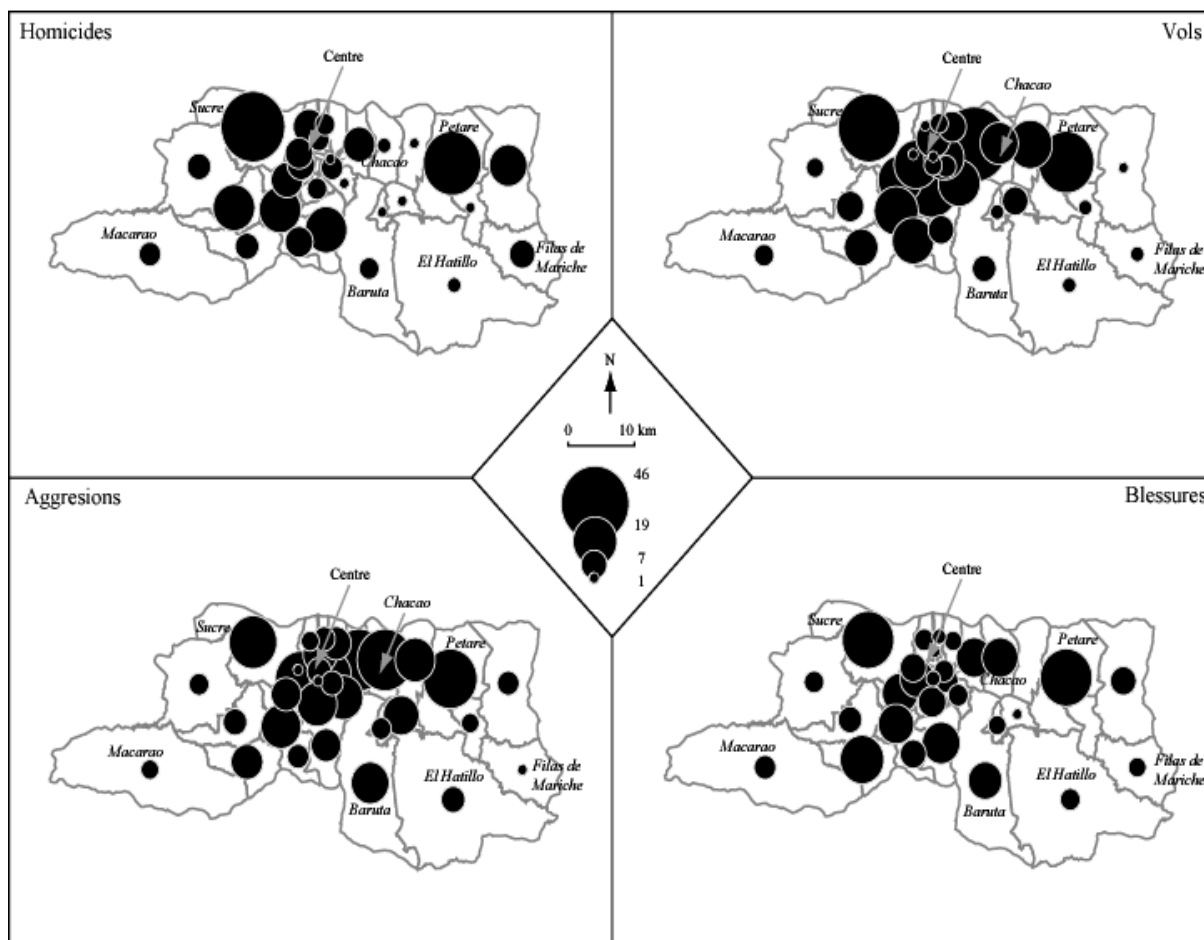 Homicides
Centre
Sucre
Petare
Chacao
Macarao
El Hatillo
Filas de
Mariche
Baruta
Vols
Centre
Chacao
Sucre
Petare
Macarao
El Hatillo
Filas de
Mariche
Baruta
N
0 10 km
46
19
7
1
Aggresions
Centre
Chacao
Sucre
Petare
Macarao
El Hatillo
Filas de
Mariche
Baruta
Blessures
Centre
Sucre
Petare
Chacao
Macarao
El Hatillo
Filas de
Mariche
Baruta